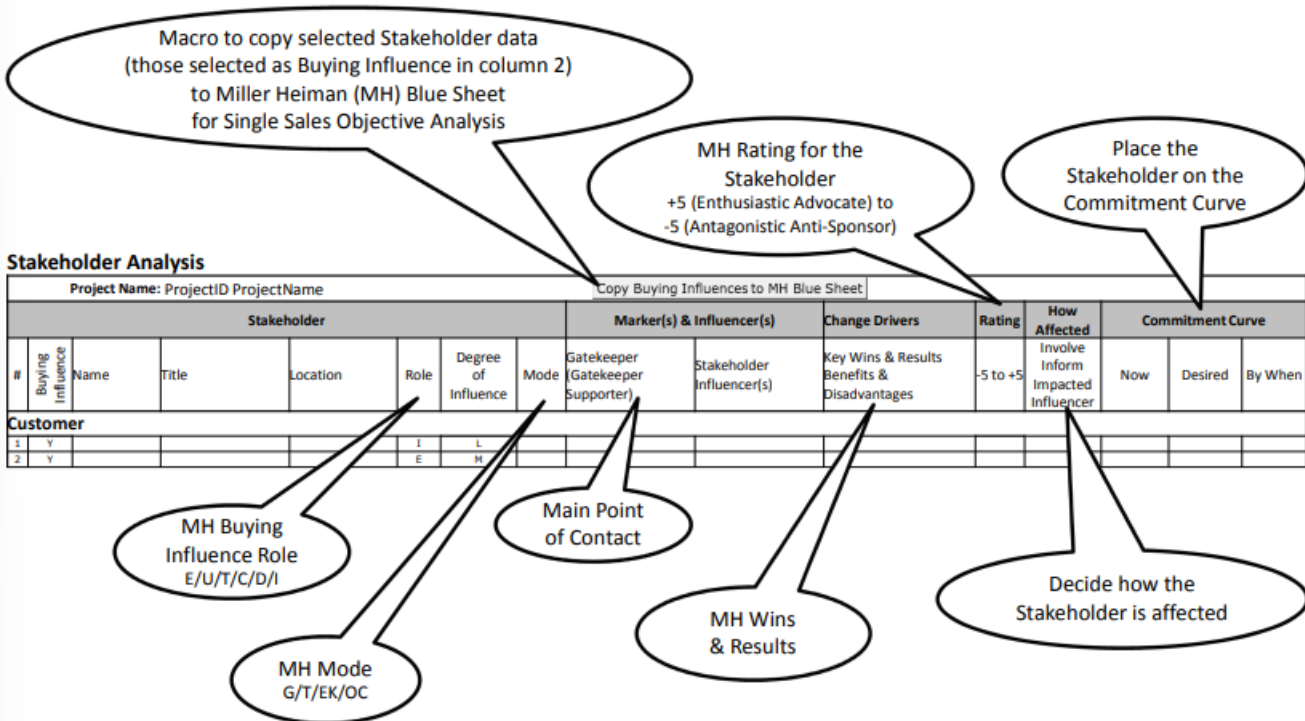 Macro to copy selected Stakeholder data
(those selected as Buying Influence in column 2)
to Miller Heiman (MH) Blue Sheet
for Single Sales Objective Analysis
MH Rating for the
Stakeholder
+5 (Enthusiastic Advocate) to
-5 (Antagonistic Anti-Sponsor)
Place the
Stakeholder on the
Commitment Curve
Stakeholder Analysis
Project Name: ProjectID ProjectName
Copy Buying Influences to MH Blue Sheet
Stakeholder
Marker(s) & Influencer(s)
Change Drivers
Rating
How
Affected
Commitment Curve
#
Buying
Influence
Name
Title
Location
Role
Degree
of
Influence
Mode
Gatekeeper
(Gatekeeper
Supporter)
Stakeholder
Influencer(s)
Key Wins & Results
Benefits &
Disadvantages
-5 to +5
Involve
Inform
Impacted
Influencer
Now
Desired
By When
Customer
1 Y I L
2 Y E M
MH Buying
Influence Role
E/U/T/C/D/I
Main Point
of Contact
MH Mode
G/T/EK/OC
MH Wins
& Results
Decide how the
Stakeholder is affected